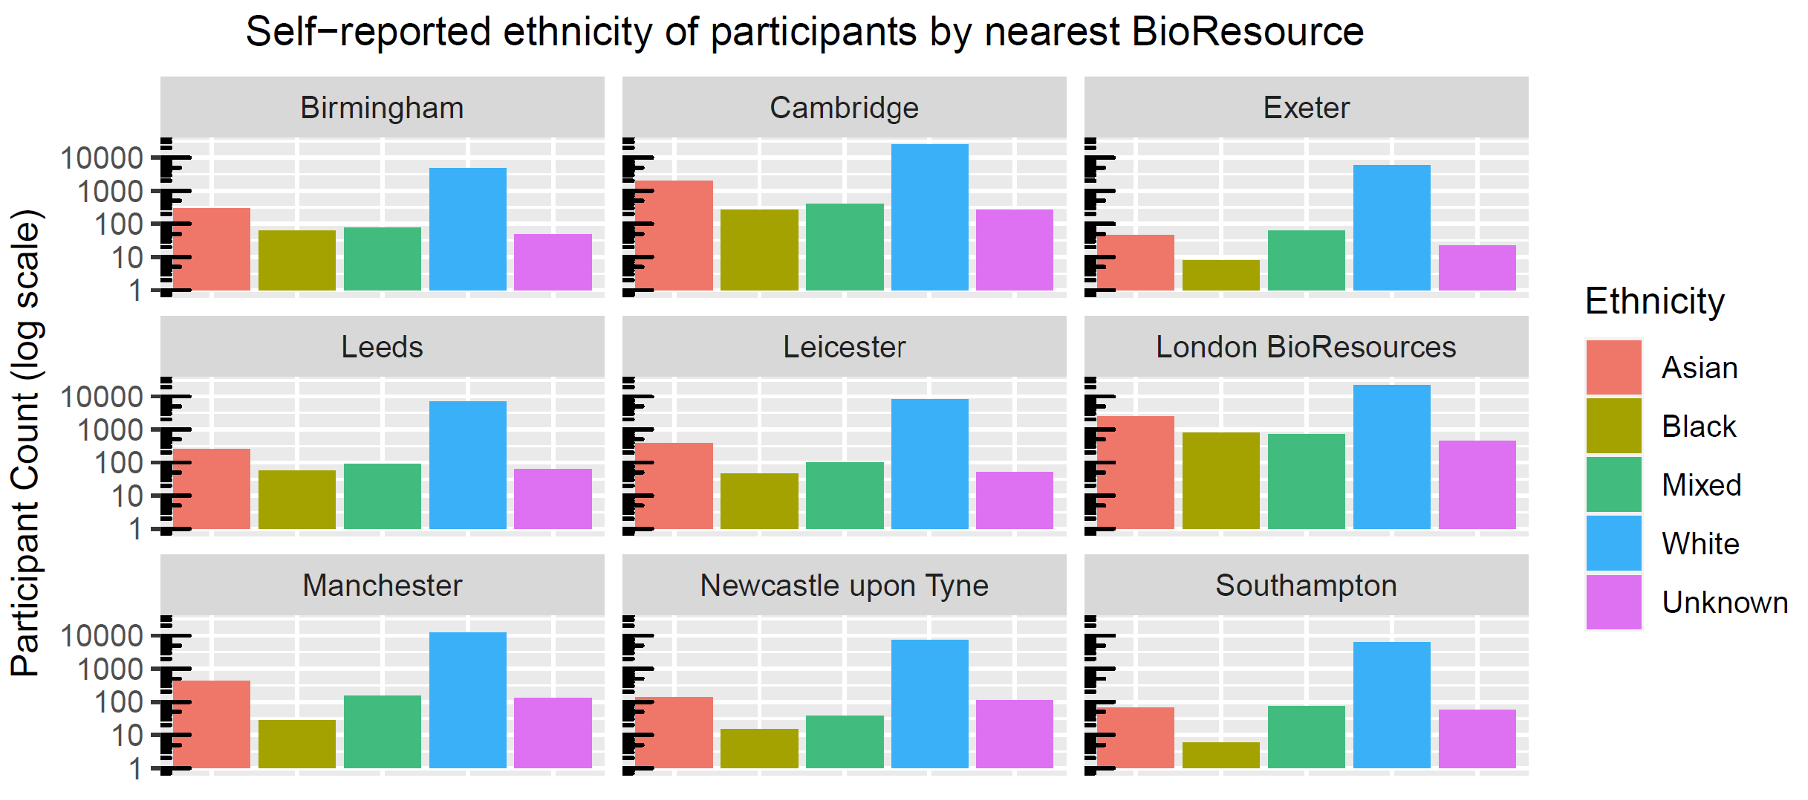 Self−reported ethnicity of participants by nearest BioResource
Birmingham
Cambridge
Exeter
10000
1000
100
10
1
Leeds
Leicester
London BioResources
10000
1000
100
10
1
Manchester
Newcastle upon Tyne
Southampton
10000
1000
100
10
1
Participant Count (log scale)
Ethnicity
Asian
Black
Mixed
White
Unknown